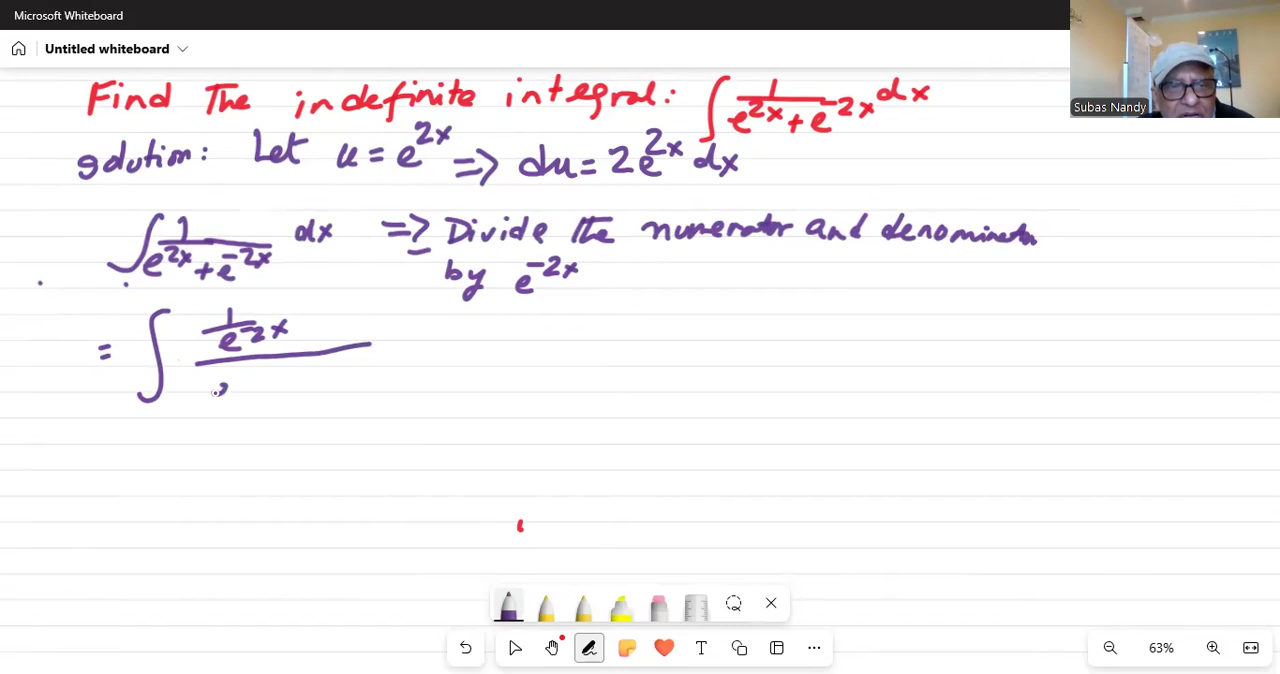 Microsoft Whiteboard
Untitled whiteboard
Subas Nandy
Find The indefinite integral: ∫ 1/(e^2x + e^2x) dx
solution: Let u = e^2x => du = 2e^2x dx
∫ 1/(e^2x + e^-2x) dx => Divide the numerator and denominator
by e^-2x
= ∫ (1/e^-2x)/
63%